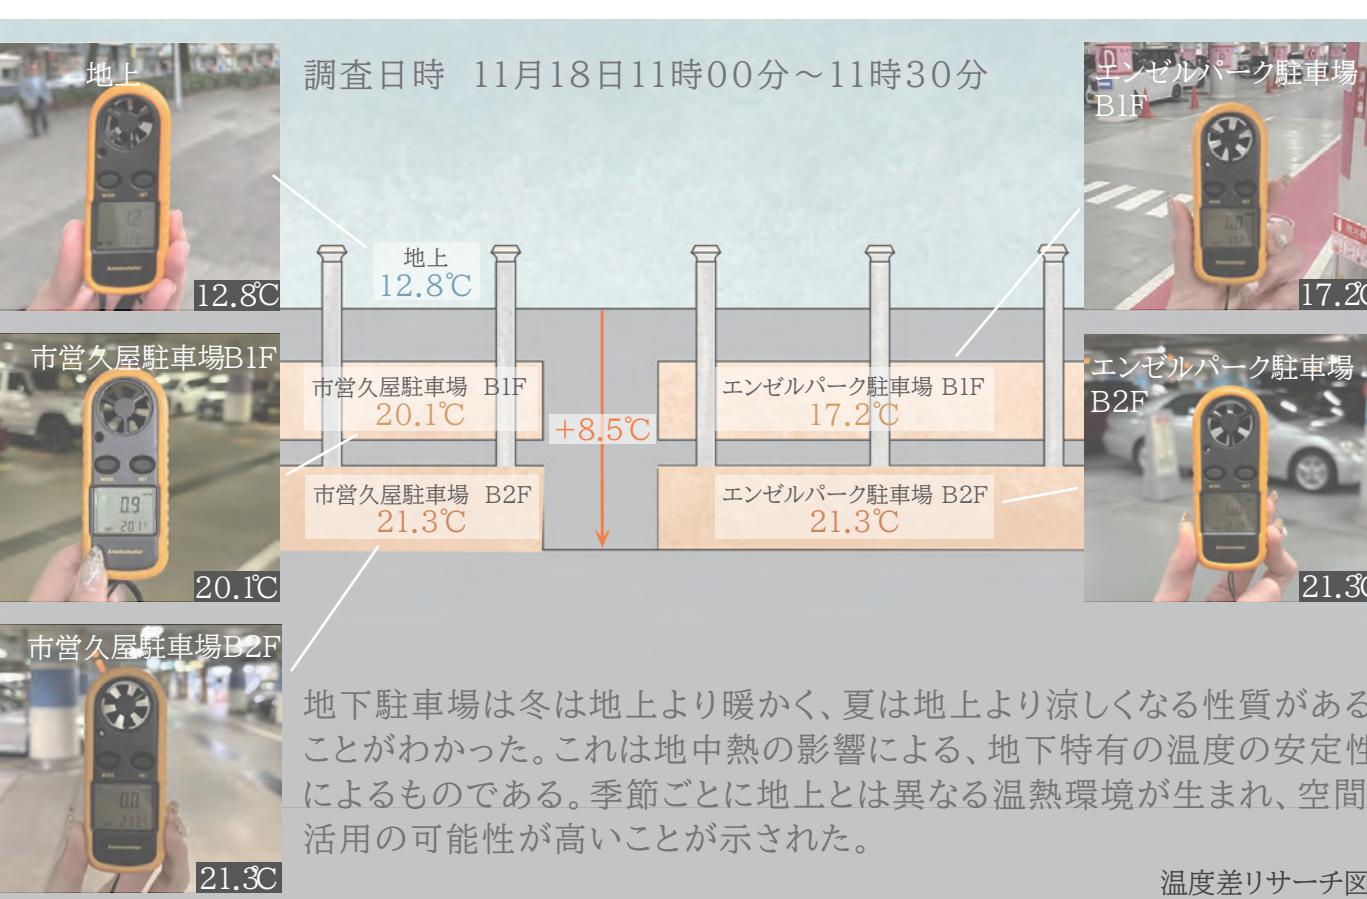 調査日時 11月18日11時00分～11時30分
地上
12.8℃
市営久屋駐車場B1F
20.1℃
市営久屋駐車場B2F
21.3℃
エンゼルパーク駐車場
B1F
17.2℃
エンゼルパーク駐車場
B2F
21.3℃
地上
12.8℃
市営久屋駐車場 B1F
20.1℃
市営久屋駐車場 B2F
21.3℃
+8.5℃
エンゼルパーク駐車場 B1F
17.2℃
エンゼルパーク駐車場 B2F
21.3℃
地下駐車場は冬は地上より暖かく、夏は地上より涼しくなる性質がある
ことがわかった。これは地中熱の影響による、地下特有の温度の安定性
によるものである。季節ごとに地上とは異なる温熱環境が生まれ、空間
活用の可能性が高いことが示された。
温度差リサーチ図